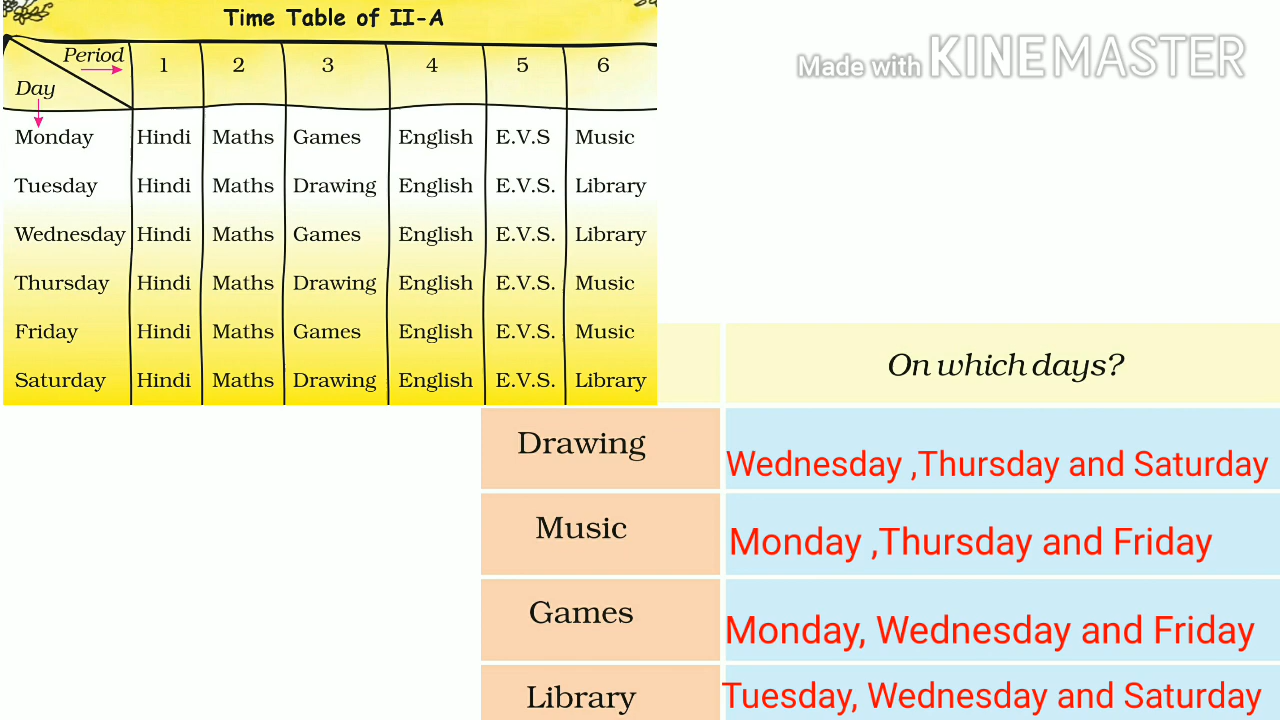 Time Table of II-A
Made with KINEMASTER
Period 1 2 3 4 5 6
Day
Monday Hindi Maths Games English E.V.S Music
Tuesday Hindi Maths Drawing English E.V.S. Library
Wednesday Hindi Maths Games English E.V.S. Library
Thursday Hindi Maths Drawing English E.V.S. Music
Friday Hindi Maths Games English E.V.S. Music
Saturday Hindi Maths Drawing English E.V.S. Library
On which days?
Drawing Wednesday ,Thursday and Saturday
Music Monday ,Thursday and Friday
Games Monday, Wednesday and Friday
Library Tuesday, Wednesday and Saturday